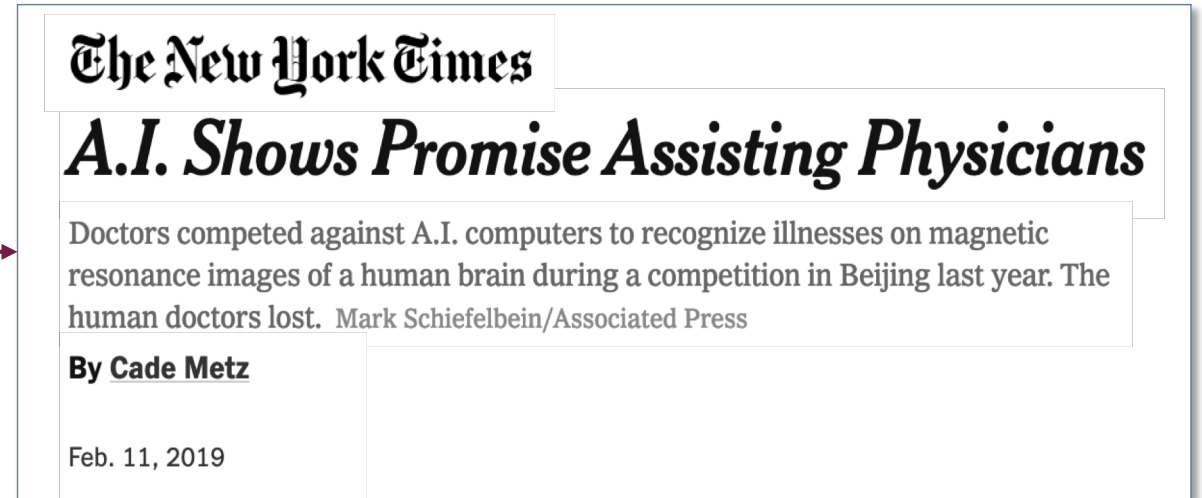 The New York Times
A.I. Shows Promise Assisting Physicians
Doctors competed against A.I. computers to recognize illnesses on magnetic
resonance images of a human brain during a competition in Beijing last year. The
human doctors lost. Mark Schiefelbein/Associated Press
By Cade Metz
Feb. 11, 2019